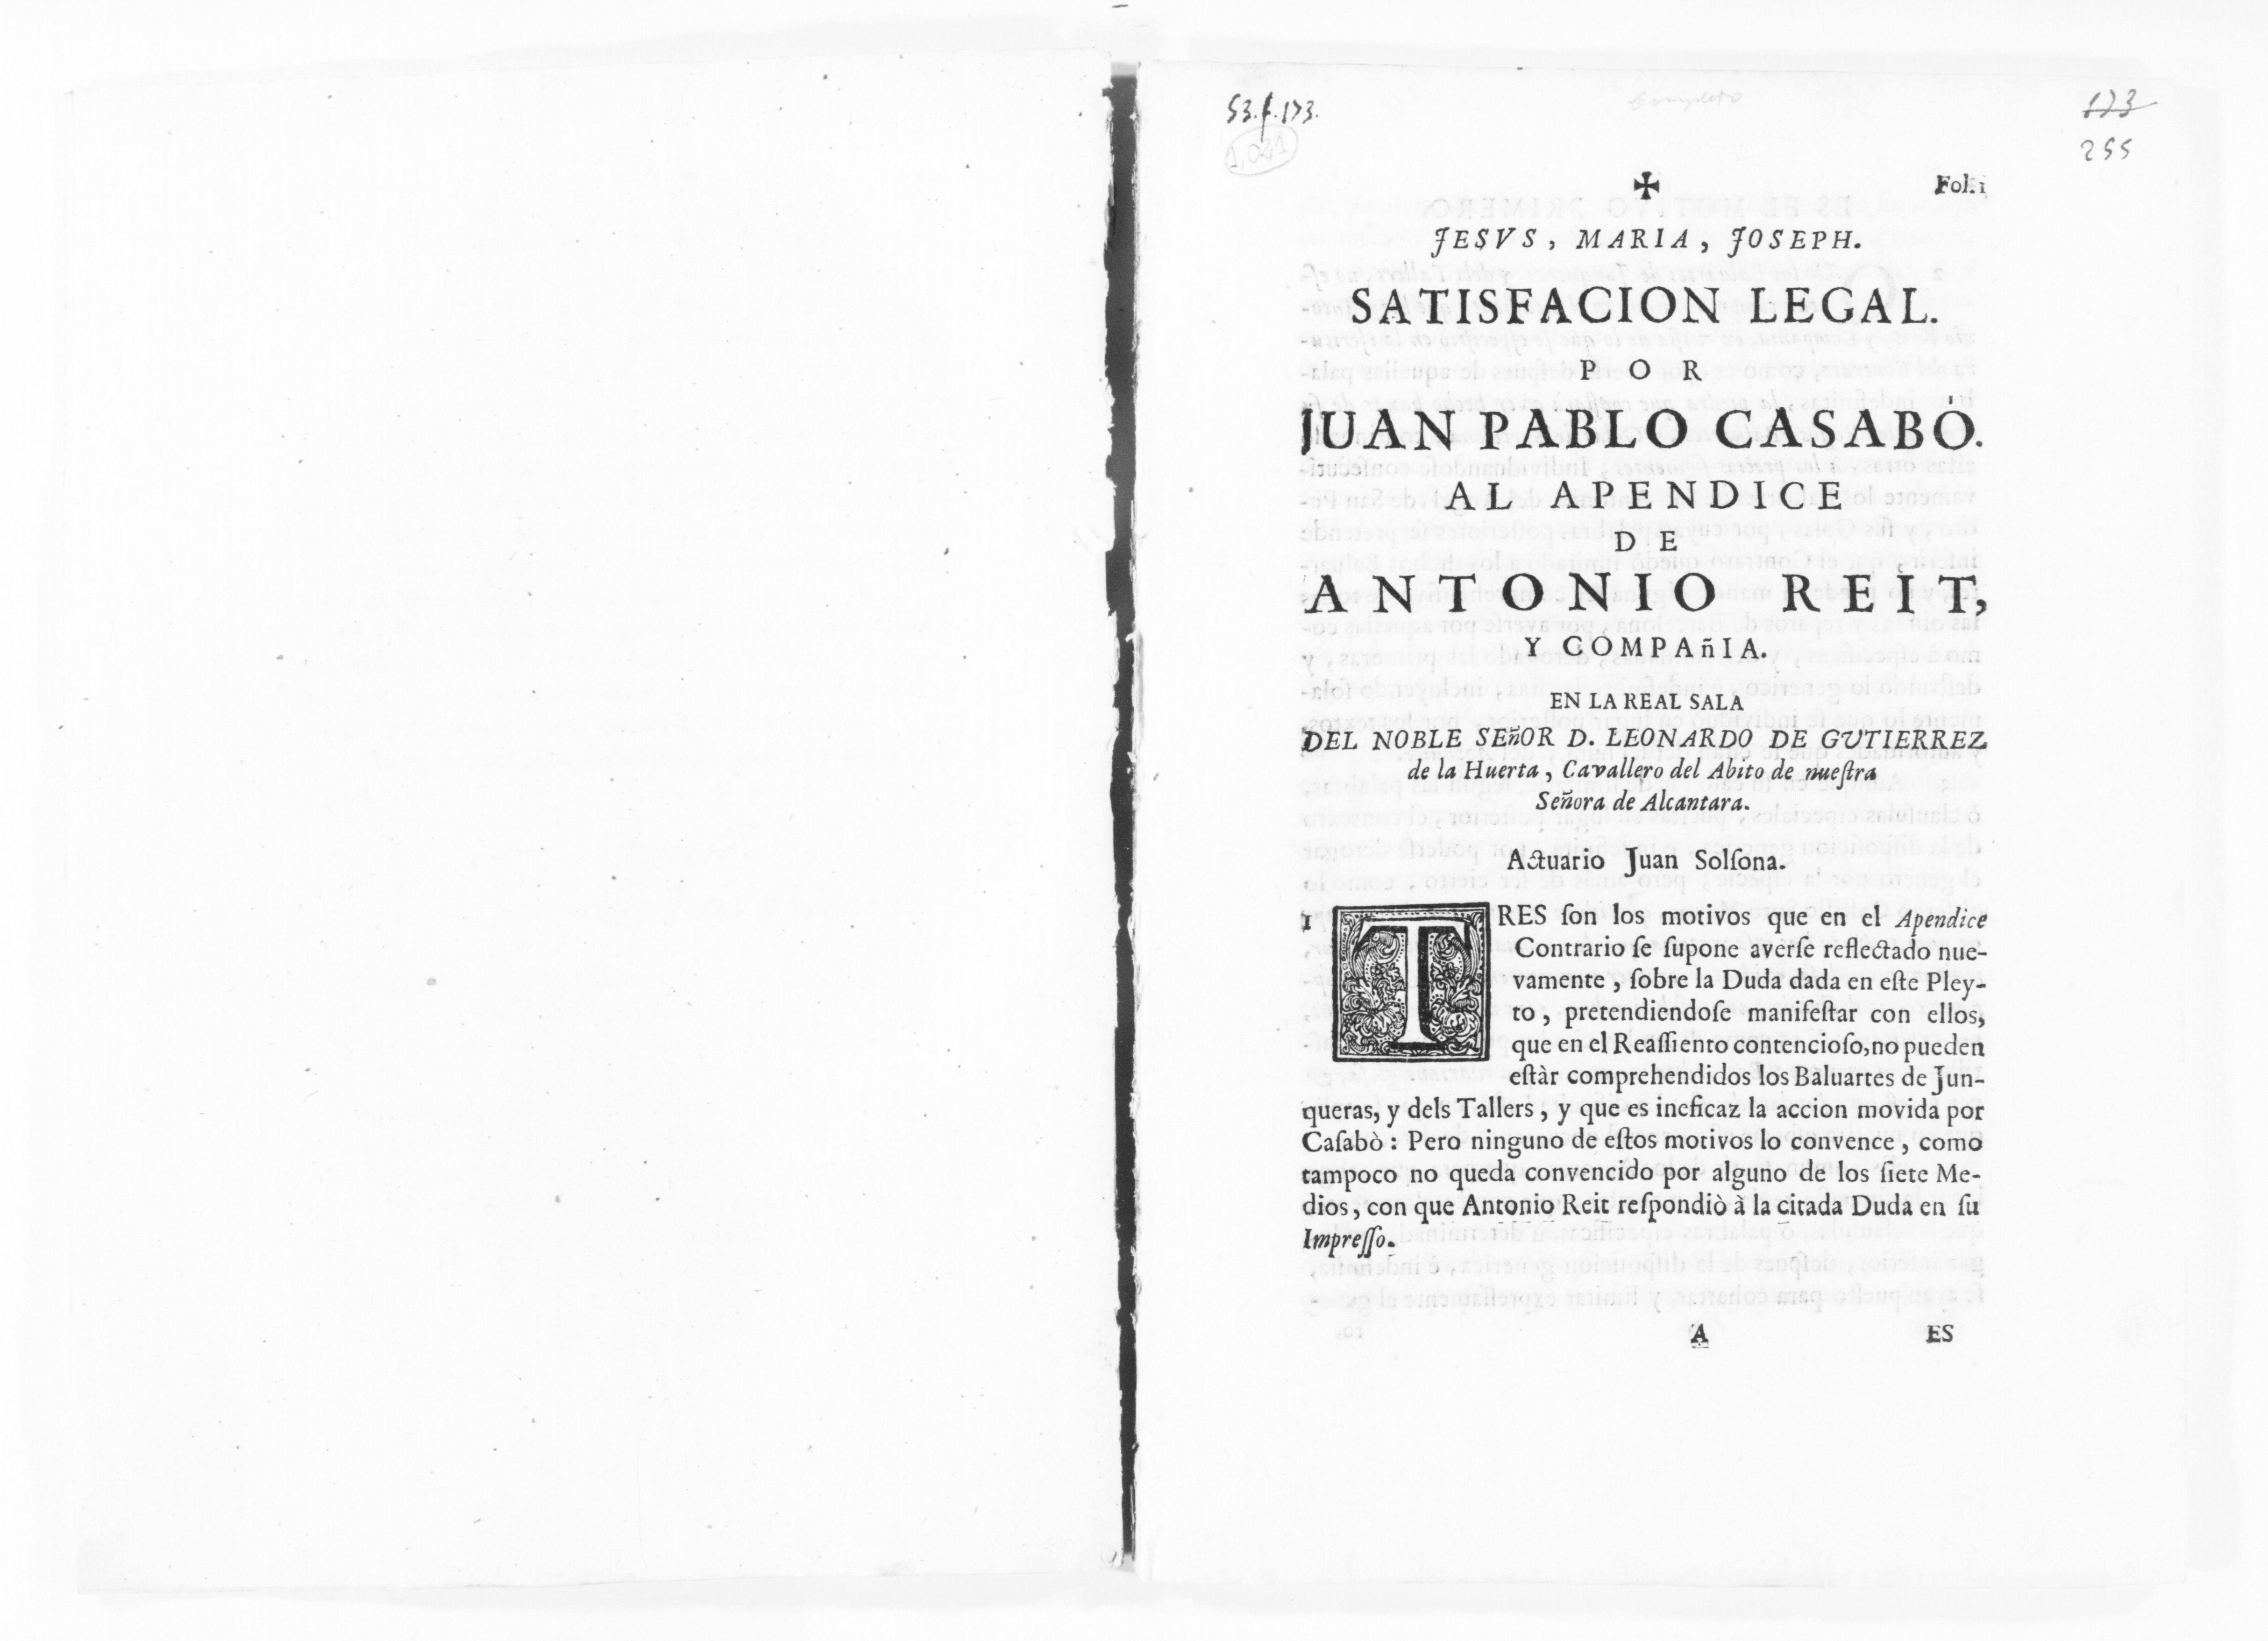 53.f.173.
1,021
Completo
173
255
✠
Fol.1
JESVS, MARIA, JOSEPH.
SATISFACION LEGAL.
POR
JUAN PABLO CASABÒ.
AL APENDICE
DE
ANTONIO REIT,
Y COMPAñIA.
EN LA REAL SALA
DEL NOBLE SEñOR D. LEONARDO DE GUTIERREZ
de la Huerta, Cavallero del Abito de nueſtra
Señora de Alcantara.
Actuario Juan Solſona.
1 TRES ſon los motivos que en el Apendice
Contrario ſe ſupone averſe reflectado nue-
vamente, ſobre la Duda dada en eſte Pley-
to, pretendiendoſe manifeſtar con ellos,
que en el Reaſſiento contencioſo, no pueden
eſtàr comprehendidos los Baluartes de Jun-
queras, y dels Tallers, y que es ineficaz la accion movida por
Caſabò: Pero ninguno de eſtos motivos lo convence, como
tampoco no queda convencido por alguno de los ſiete Me-
dios, con que Antonio Reit reſpondiò à la citada Duda en ſu
Impreſſo.
A
ES